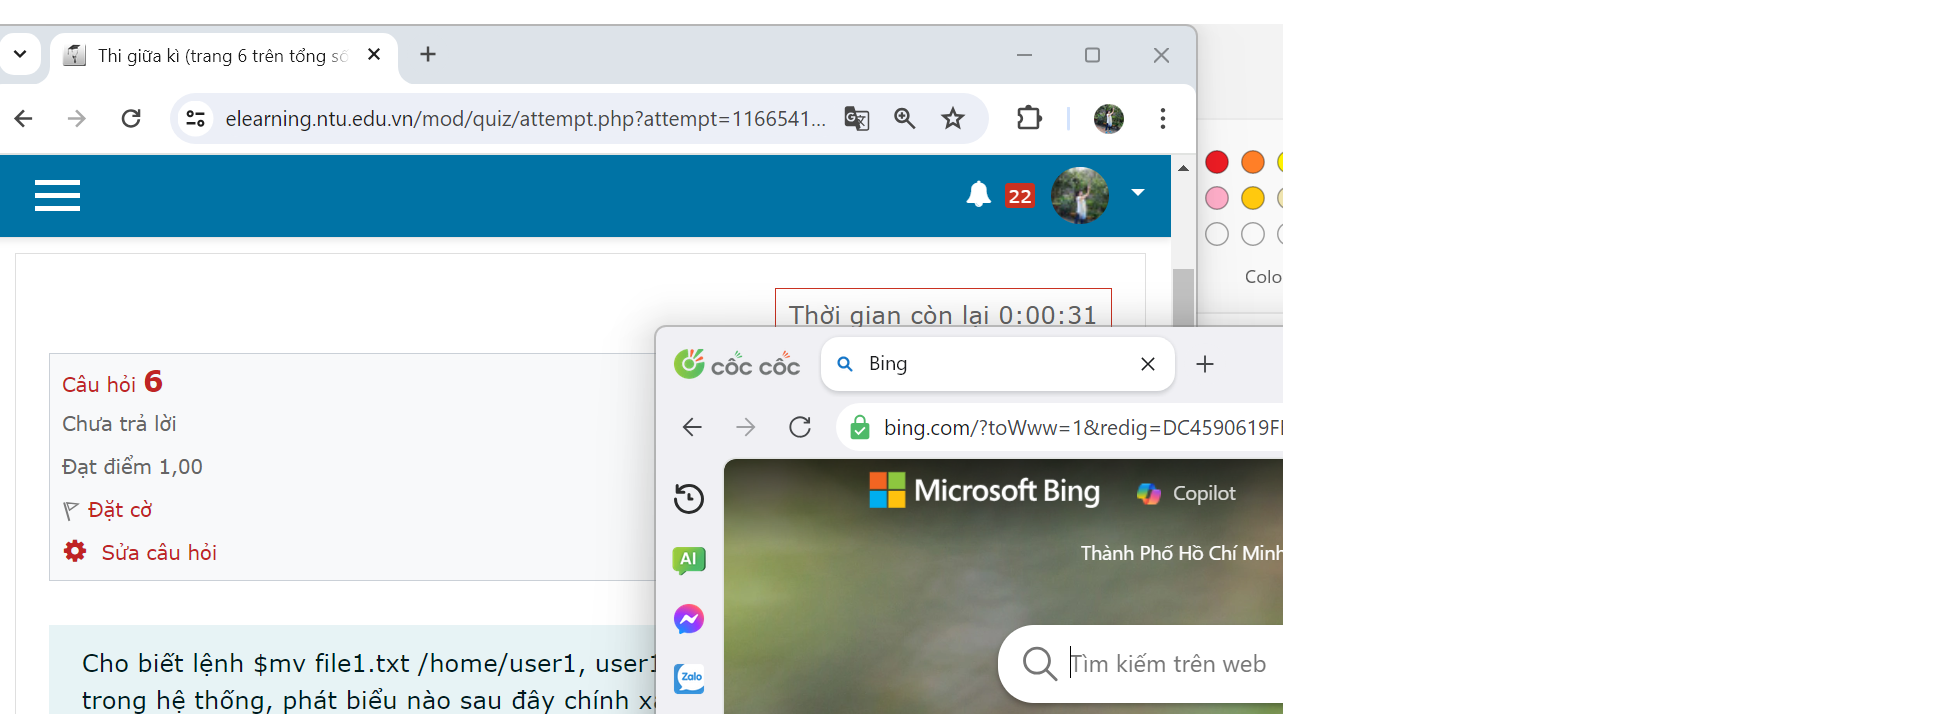 Thi giữa kì (trang 6 trên tổng số
elearning.ntu.edu.vn/mod/quiz/attempt.php?attempt=1166541...
22
Colo
Thời gian còn lại 0:00:31
Câu hỏi 6
Chưa trả lời
Đạt điểm 1,00
Đặt cờ
Sửa câu hỏi
Cho biết lệnh $mv file1.txt /home/user1, user1
trong hệ thống, phát biểu nào sau đây chính
cốc cốc
Bing
bing.com/?toWww=1&redig=DC4590619F
Microsoft Bing
Copilot
Thành Phố Hồ Chí Minh
AI
Zalo
Tìm kiếm trên web